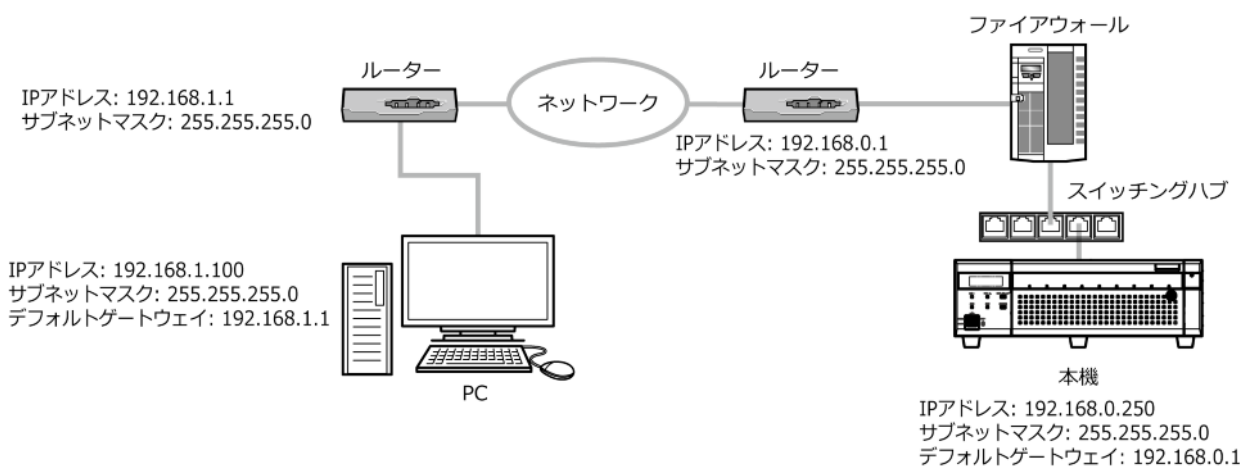 ファイアウォール
ルーター
ルーター
ネットワーク
IPアドレス: 192.168.1.1
サブネットマスク: 255.255.255.0
IPアドレス: 192.168.0.1
サブネットマスク: 255.255.255.0
スイッチングハブ
IPアドレス: 192.168.1.100
サブネットマスク: 255.255.255.0
デフォルトゲートウェイ: 192.168.1.1
PC
本機
IPアドレス: 192.168.0.250
サブネットマスク: 255.255.255.0
デフォルトゲートウェイ: 192.168.0.1